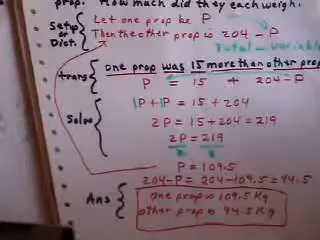 prop. How much did they each weigh.
Setup or Dict. Let one prop be P
Then the other prop is 204 - P
Total - variable
trans one prop was 15 more than other prop
P = 15 + 204-P
Solve 1P+1P = 15 + 204
2P = 15+204 = 219
2P = 219
2 2
P = 109.5
204-P = 204-109.5 = 94.5
Ans one prop is 109.5 Kg
other prop is 94.5 Kg